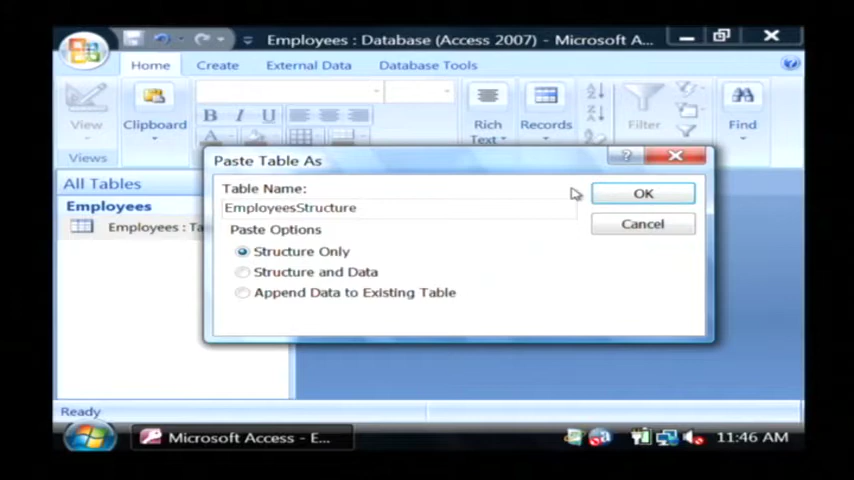 Employees : Database (Access 2007) - Microsoft A...
Home Create External Data Database Tools
View
Clipboard
B I U
A
Rich Text
Records
Filter
Find
Views
All Tables
Employees
Employees : Ta
Paste Table As
?
Table Name:
EmployeesStructure
Paste Options
Structure Only
Structure and Data
Append Data to Existing Table
OK
Cancel
Ready
Microsoft Access - E...
11:46 AM